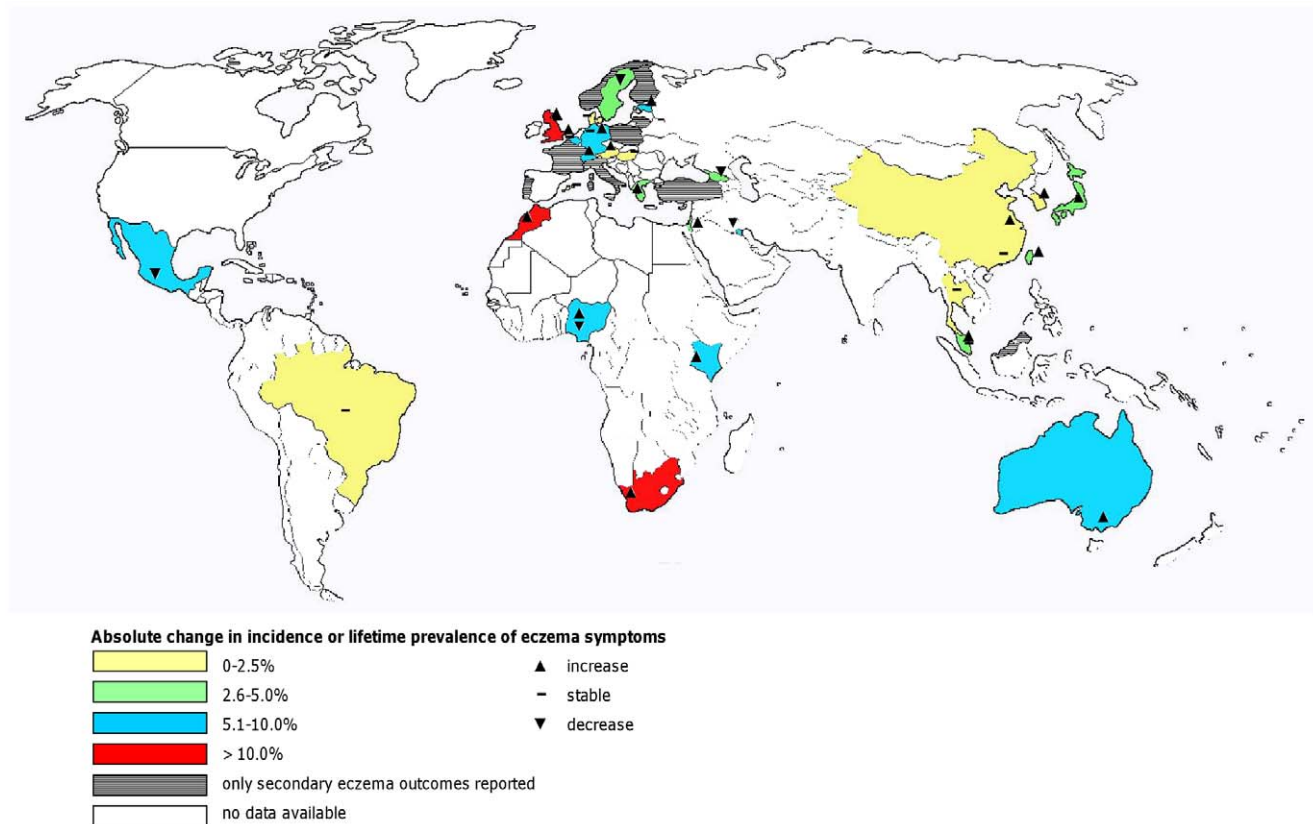 Absolute change in incidence or lifetime prevalence of eczema symptoms
0-2.5%
2.6-5.0%
5.1-10.0%
> 10.0%
only secondary eczema outcomes reported
no data available
increase
stable
decrease